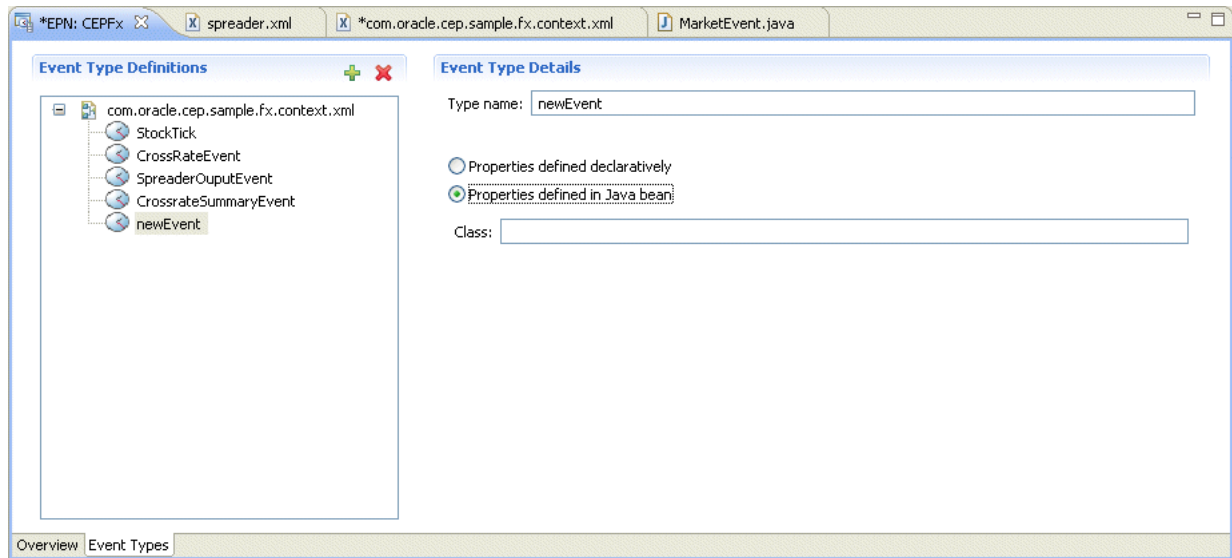 *EPN: CEPFx spreader.xml *com.oracle.cep.sample.fx.context.xml MarketEvent.java
Event Type Definitions
com.oracle.cep.sample.fx.context.xml
StockTick
CrossRateEvent
SpreaderOuputEvent
CrossrateSummaryEvent
newEvent
Event Type Details
Type name: newEvent
Properties defined declaratively
Properties defined in Java bean
Class:
Overview Event Types